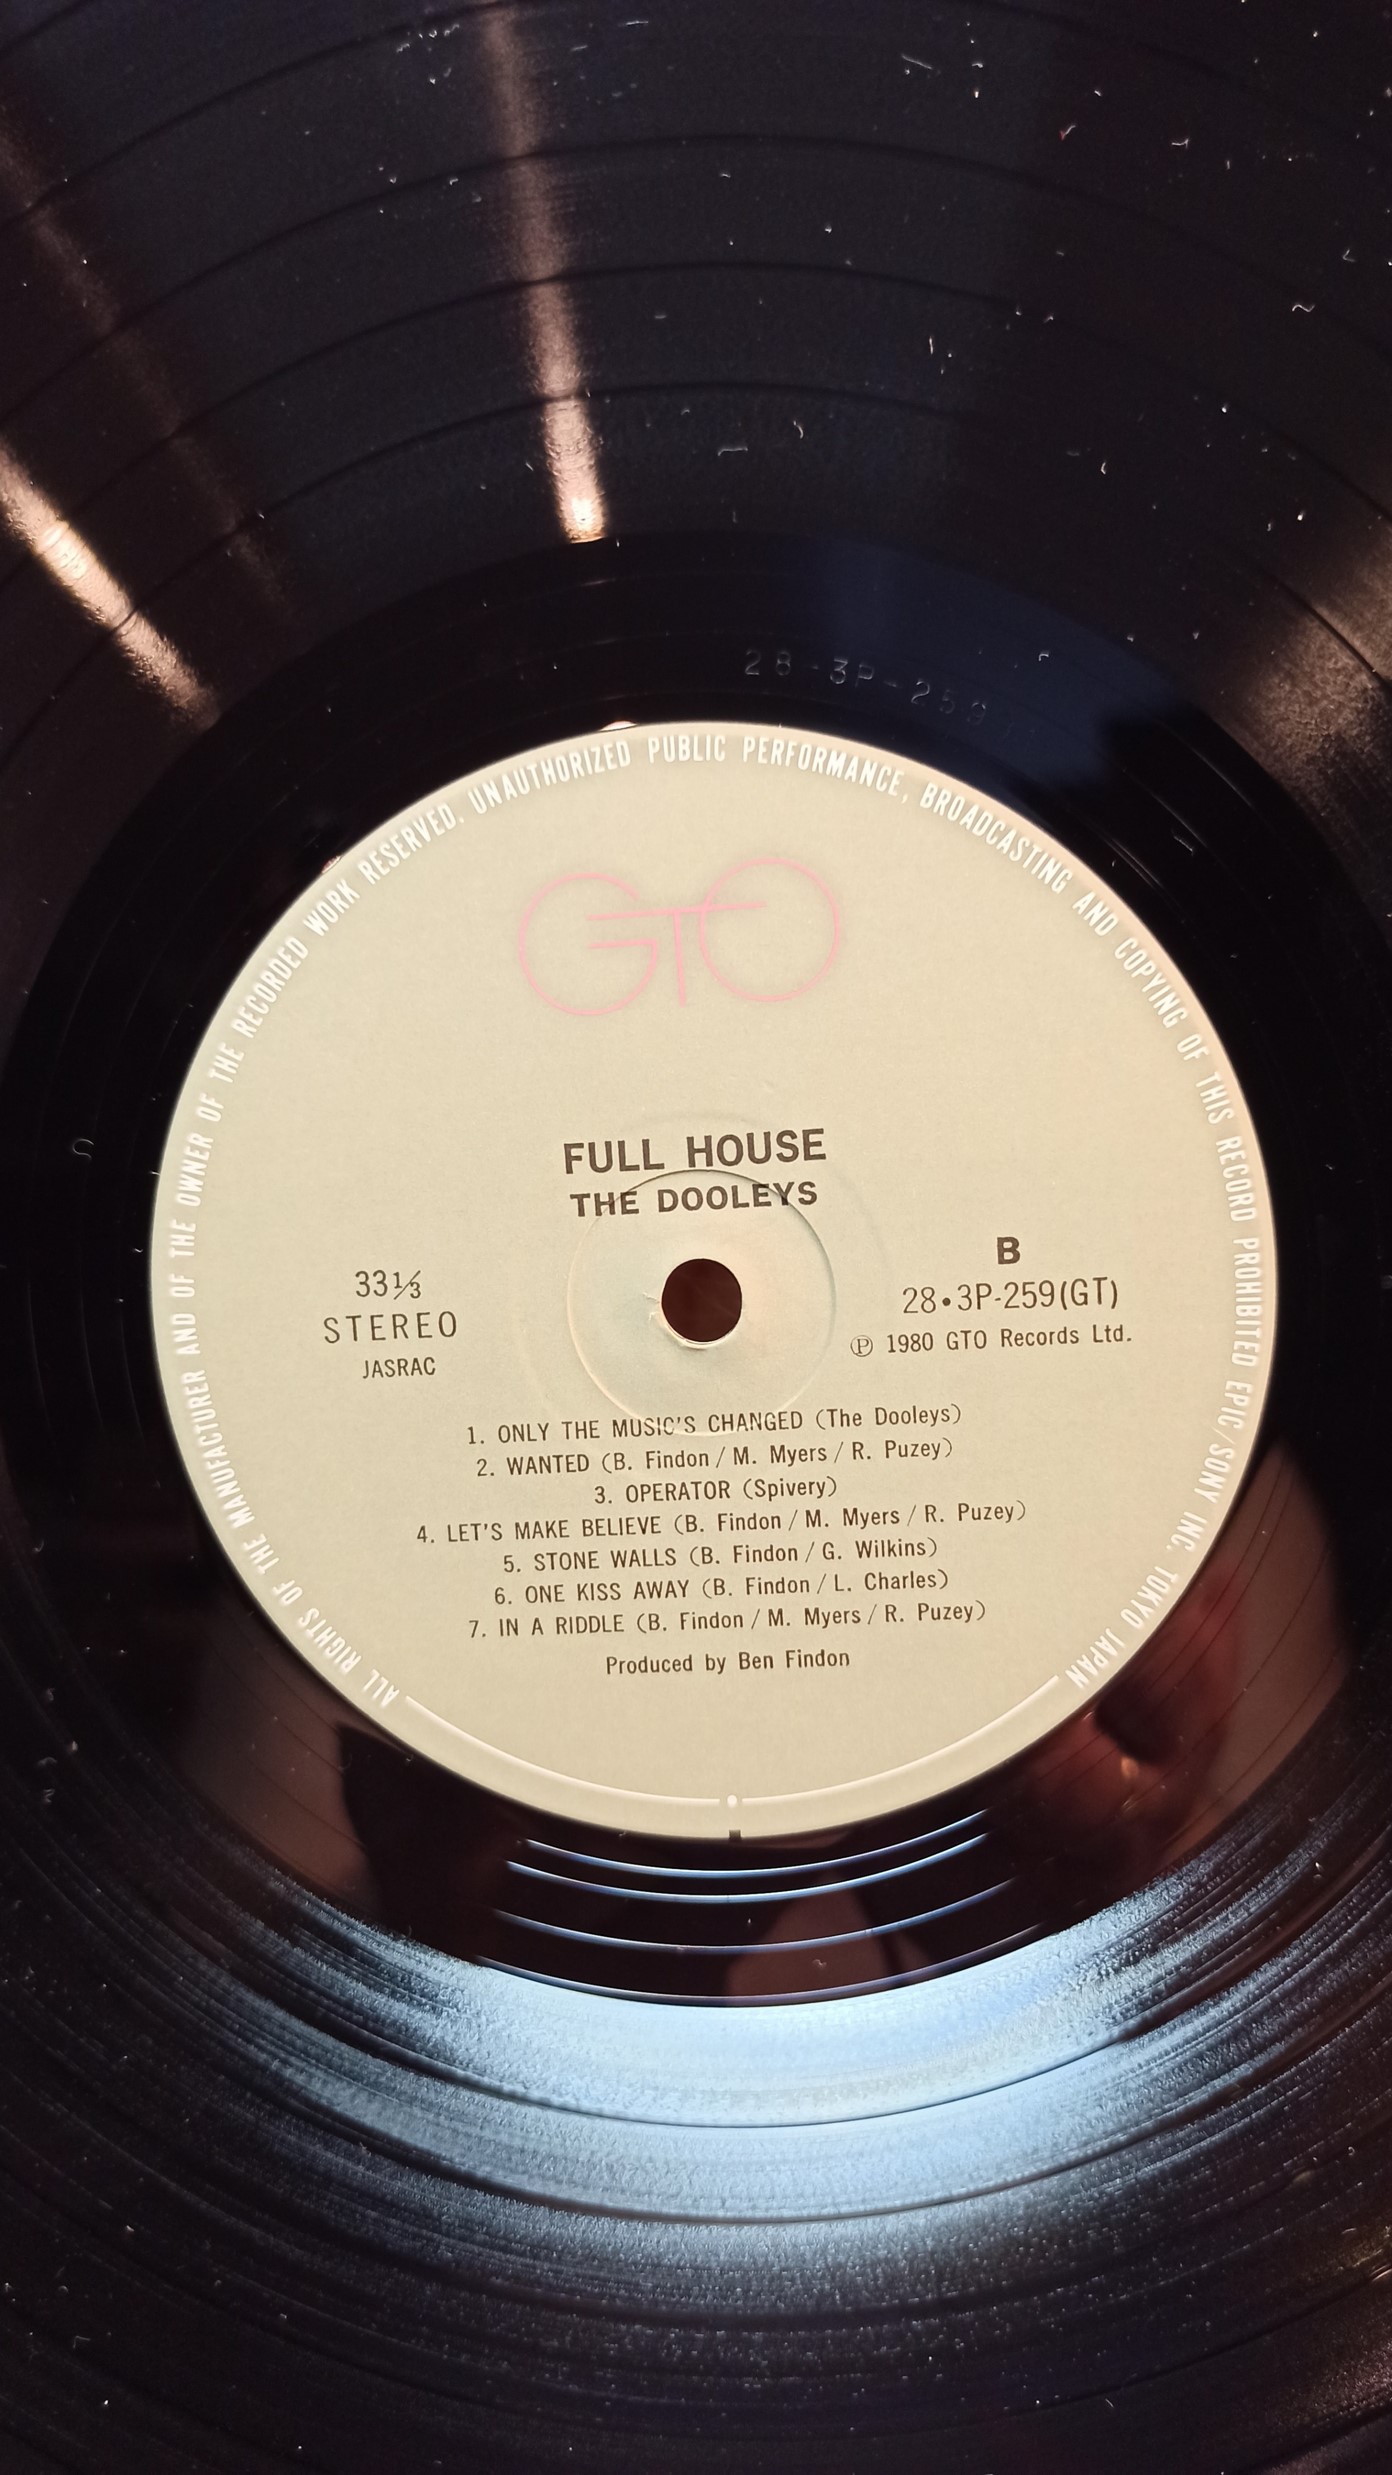 28-3P-259
ALL RIGHTS OF THE MANUFACTURER AND OF THE OWNER OF THE RECORDED WORK RESERVED. UNAUTHORIZED PUBLIC PERFORMANCE, BROADCASTING AND COPYING OF THIS RECORD PROHIBITED EPIC/SONY INC. TOKYO JAPAN
GTO
FULL HOUSE
THE DOOLEYS
33⅓
STEREO
JASRAC
B
28•3P-259(GT)
Ⓟ 1980 GTO Records Ltd.
1. ONLY THE MUSIC'S CHANGED (The Dooleys)
2. WANTED (B. Findon / M. Myers / R. Puzey)
3. OPERATOR (Spivery)
4. LET'S MAKE BELIEVE (B. Findon / M. Myers / R. Puzey)
5. STONE WALLS (B. Findon / G. Wilkins)
6. ONE KISS AWAY (B. Findon / L. Charles)
7. IN A RIDDLE (B. Findon / M. Myers / R. Puzey)
Produced by Ben Findon